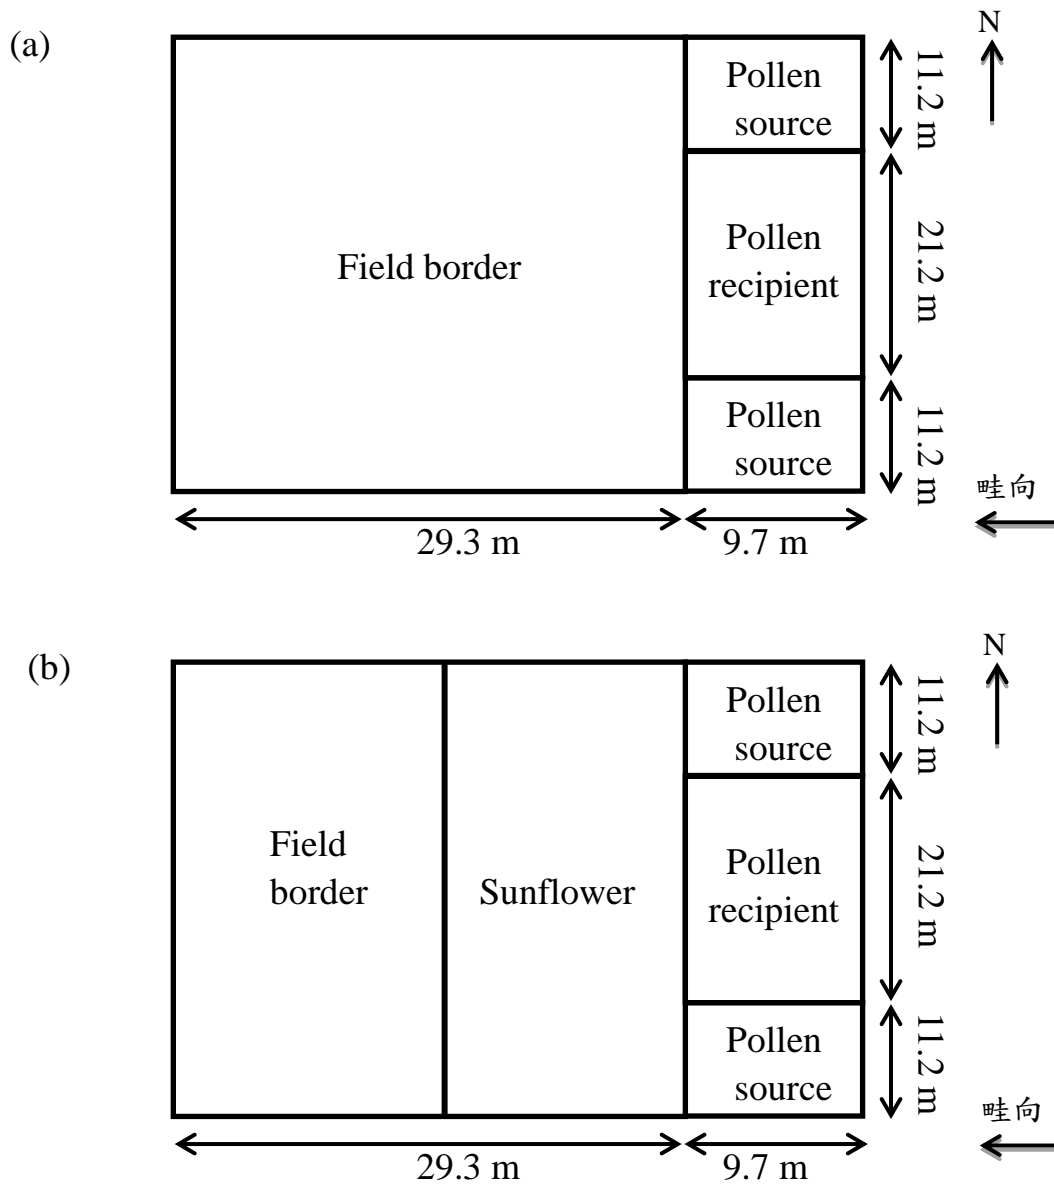 (a)
N
Pollen
source
11.2 m
Field border
Pollen
recipient
21.2 m
Pollen
source
11.2 m
畦向
29.3 m
9.7 m
(b)
N
Pollen
source
11.2 m
Field
border
Sunflower
Pollen
recipient
21.2 m
Pollen
source
11.2 m
畦向
29.3 m
9.7 m